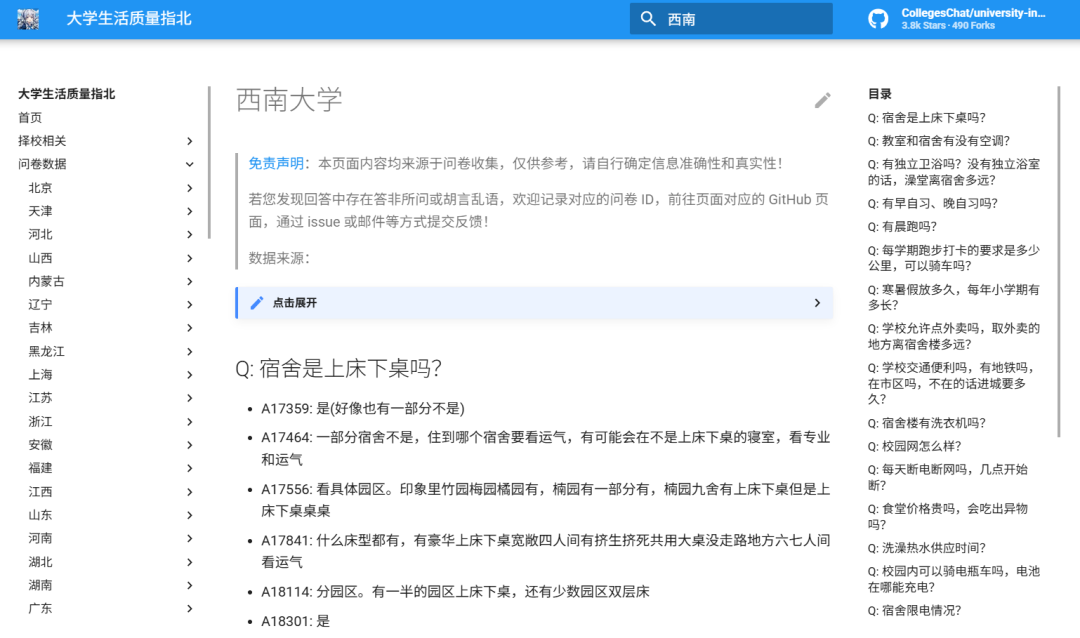 大学生活质量指北
西南
CollegesChat/university-in...
3.8k Stars · 490 Forks
大学生活质量指北
首页
择校相关
问卷数据
北京
天津
河北
山西
内蒙古
辽宁
吉林
黑龙江
上海
江苏
浙江
安徽
福建
江西
山东
河南
湖北
湖南
广东
西南大学
免责声明：本页面内容均来源于问卷收集，仅供参考，请自行确定信息准确性和真实性！
若您发现回答中存在答非所问或胡言乱语，欢迎记录对应的问卷 ID，前往页面对应的 GitHub 页
面，通过 issue 或邮件等方式提交反馈！
数据来源：
点击展开
Q: 宿舍是上床下桌吗？
A17359: 是(好像也有一部分不是)
A17464: 一部分宿舍不是，住到哪个宿舍要看运气，有可能会在不是上床下桌的寝室，看专业
和运气
A17556: 看具体园区。印象里竹园梅园橘园有，楠园有一部分有，楠园九舍有上床下桌但是上
床下桌桌桌
A17841: 什么床型都有，有豪华上床下桌宽敞四人间有挤生挤死共用大桌没走路地方六七人间
看运气
A18114: 分园区。有一半的园区上床下桌，还有少数园区双层床
A18301: 是
目录
Q: 宿舍是上床下桌吗？
Q: 教室和宿舍有没有空调？
Q: 有独立卫浴吗？没有独立浴室
的话，澡堂离宿舍多远？
Q: 有早自习、晚自习吗？
Q: 有晨跑吗？
Q: 每学期跑步打卡的要求是多少
公里，可以骑车吗？
Q: 寒暑假放多久，每年小学期有
多长？
Q: 学校允许点外卖吗，取外卖的
地方离宿舍楼多远？
Q: 学校交通便利吗，有地铁吗，
在市区吗，不在的话进城要多
久？
Q: 宿舍楼有洗衣机吗？
Q: 校园网怎么样？
Q: 每天断电断网吗，几点开始
断？
Q: 食堂价格贵吗，会吃出异物
吗？
Q: 洗澡热水供应时间？
Q: 校园内可以骑电瓶车吗，电池
在哪能充电？
Q: 宿舍限电情况？